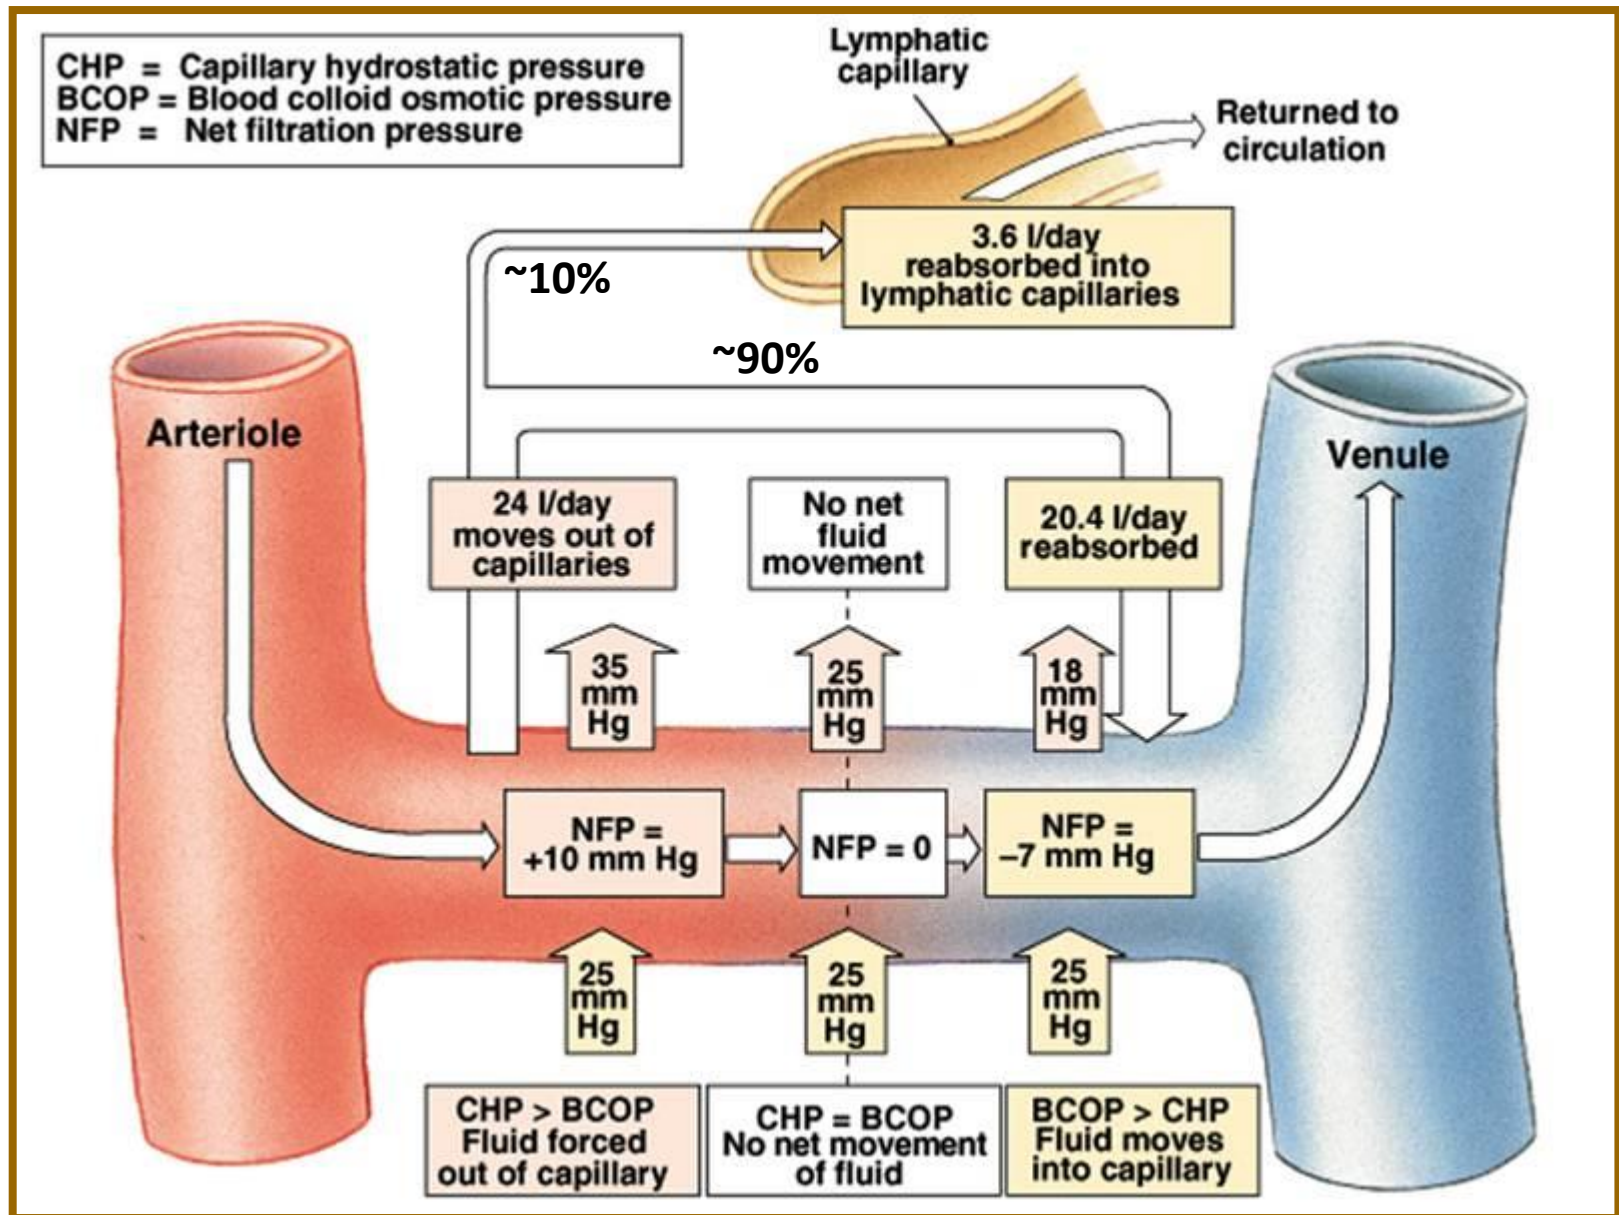 CHP = Capillary hydrostatic pressure
BCOP = Blood colloid osmotic pressure
NFP = Net filtration pressure
Lymphatic
capillary
Returned to
circulation
3.6 l/day
reabsorbed into
lymphatic capillaries
~10%
~90%
Arteriole
Venule
24 l/day
moves out of
capillaries
No net
fluid
movement
20.4 l/day
reabsorbed
35
mm
Hg
25
mm
Hg
18
mm
Hg
NFP =
+10 mm Hg
NFP = 0
NFP =
–7 mm Hg
25
mm
Hg
25
mm
Hg
25
mm
Hg
CHP > BCOP
Fluid forced
out of capillary
CHP = BCOP
No net movement
of fluid
BCOP > CHP
Fluid moves
into capillary